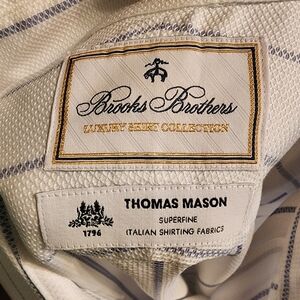 Brooks Brothers
LUXURY SHIRT COLLECTION
THOMAS MASON
SUPERFINE
1796
ITALIAN SHIRTING FABRICS